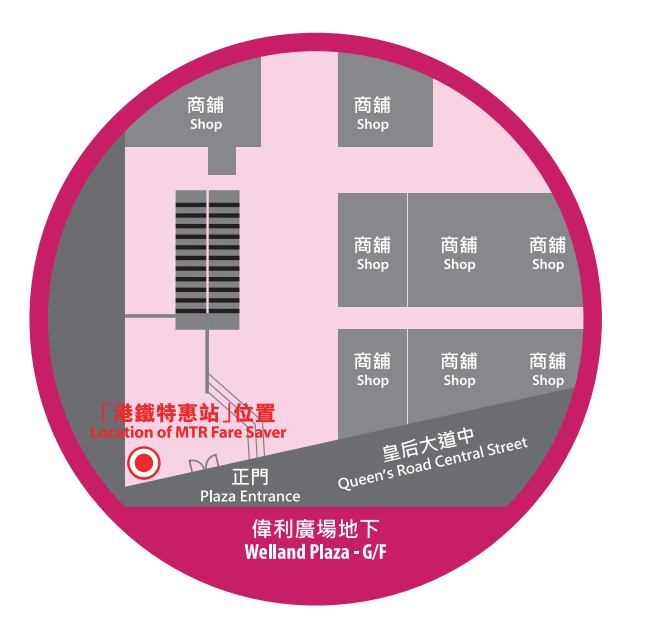 商舖
Shop
商舖
Shop
商舖
Shop
商舖
Shop
商舖
Shop
商舖
Shop
商舖
Shop
商舖
Shop
「港鐵特惠站」位置
Location of MTR Fare Saver
皇后大道中
Queen's Road Central Street
正門
Plaza Entrance
偉利廣場地下
Welland Plaza - G/F